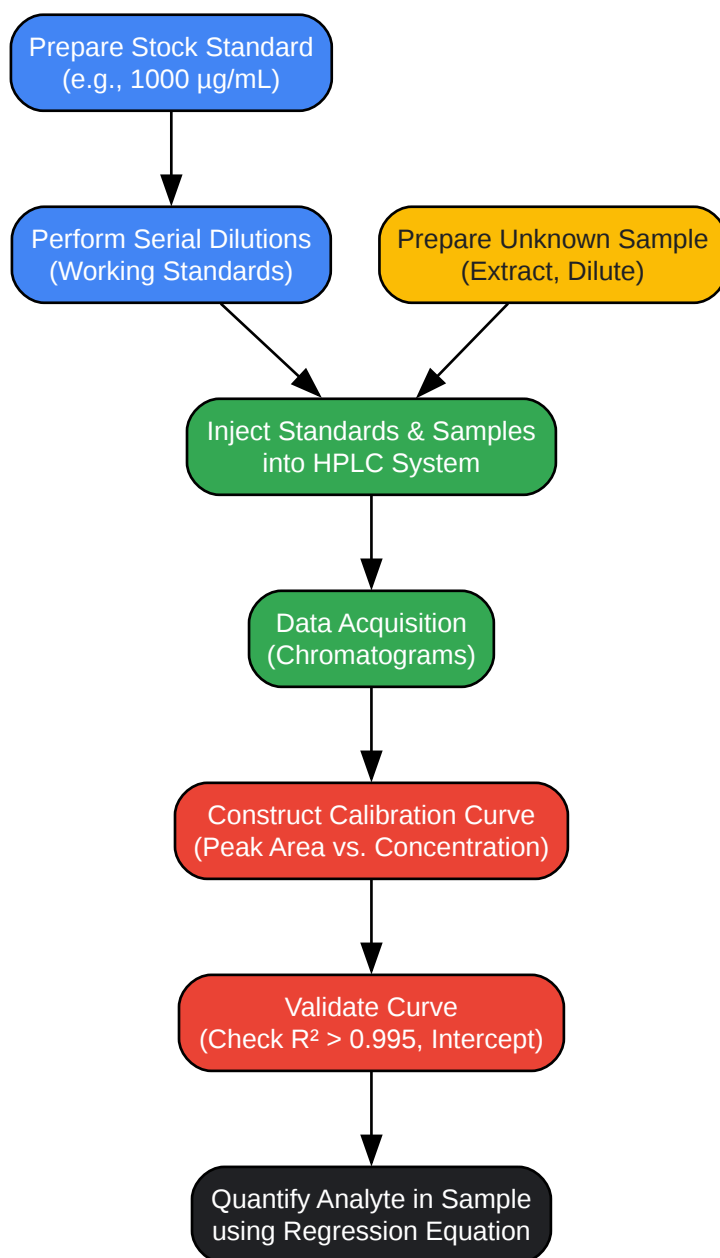 Prepare Stock Standard
(e.g., 1000 µg/mL)
Perform Serial Dilutions
(Working Standards)
Prepare Unknown Sample
(Extract, Dilute)
Inject Standards & Samples
into HPLC System
Data Acquisition
(Chromatograms)
Construct Calibration Curve
(Peak Area vs. Concentration)
Validate Curve
(Check R² > 0.995, Intercept)
Quantify Analyte in Sample
using Regression Equation